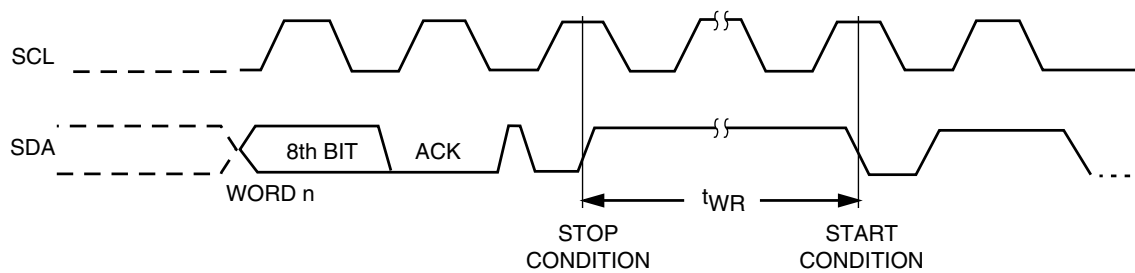 SCL
SDA
8th BIT
ACK
WORD n
tWR
STOP
CONDITION
START
CONDITION